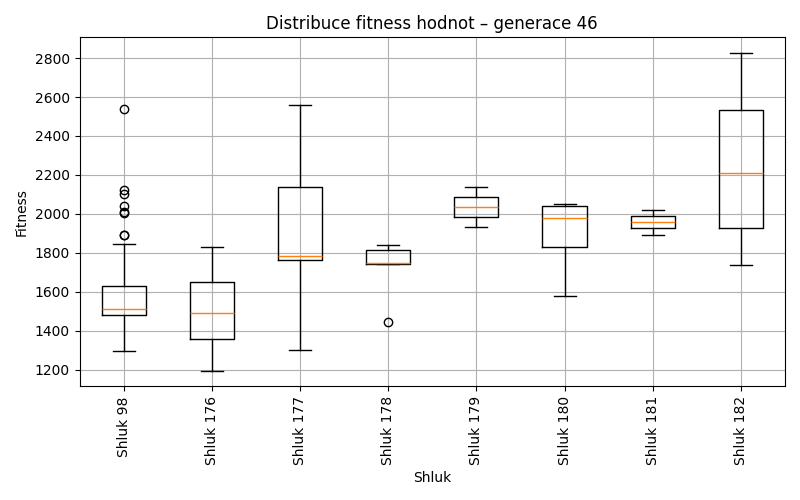 Distribuce fitness hodnot – generace 46
Fitness
2800
2600
2400
2200
2000
1800
1600
1400
1200
Shluk 98
Shluk 176
Shluk 177
Shluk 178
Shluk 179
Shluk 180
Shluk 181
Shluk 182
Shluk